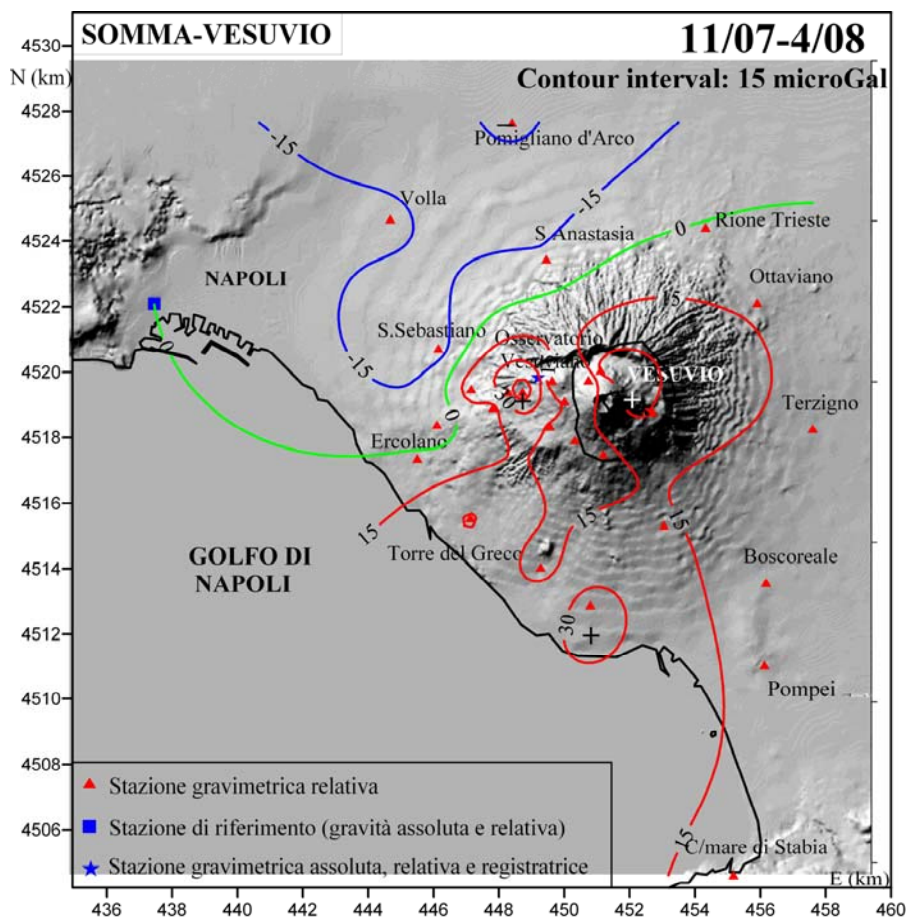 SOMMA-VESUVIO
11/07-4/08
Contour interval: 15 microGal
N (km)
4530
4528
4526
4524
4522
4520
4518
4516
4514
4512
4510
4508
4506
-15
Pomigliano d'Arco
Volla
-15
S.Anastasia
0
Rione Trieste
NAPOLI
Ottaviano
15
0
S.Sebastiano
Osservatorio
Vesuviano
-15
VESUVIO
30
0
Ercolano
Terzigno
15
15
15
Torre del Greco
Boscoreale
GOLFO DI
NAPOLI
30
Pompei
15
C/mare di Stabia
Stazione gravimetrica relativa
Stazione di riferimento (gravità assoluta e relativa)
Stazione gravimetrica assoluta, relativa e registratrice
E (km)
436 438 440 442 444 446 448 450 452 454 456 458 460